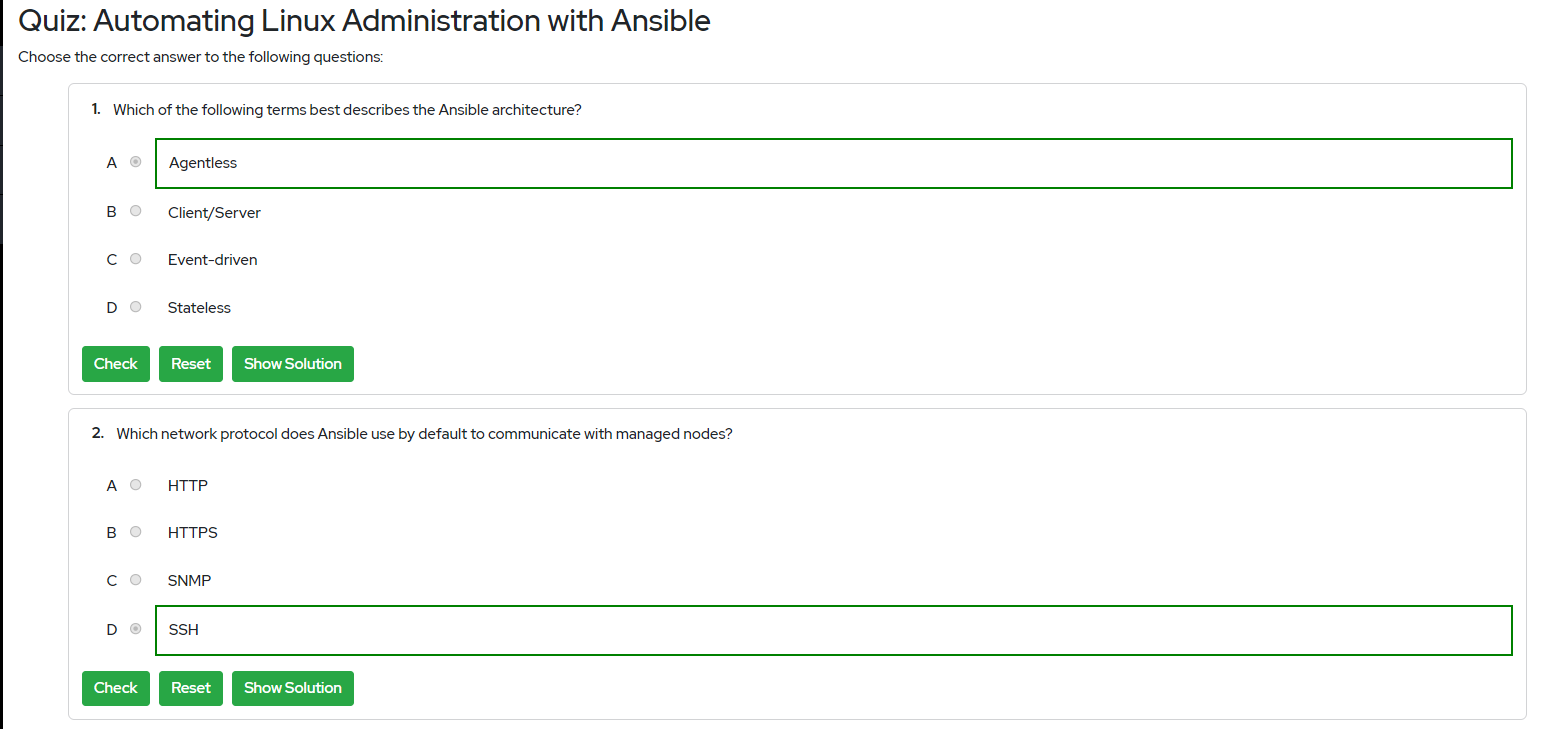 Quiz: Automating Linux Administration with Ansible
Choose the correct answer to the following questions:
1. Which of the following terms best describes the Ansible architecture?
A Agentless
B Client/Server
C Event-driven
D Stateless
Check Reset Show Solution
2. Which network protocol does Ansible use by default to communicate with managed nodes?
A HTTP
B HTTPS
C SNMP
D SSH
Check Reset Show Solution